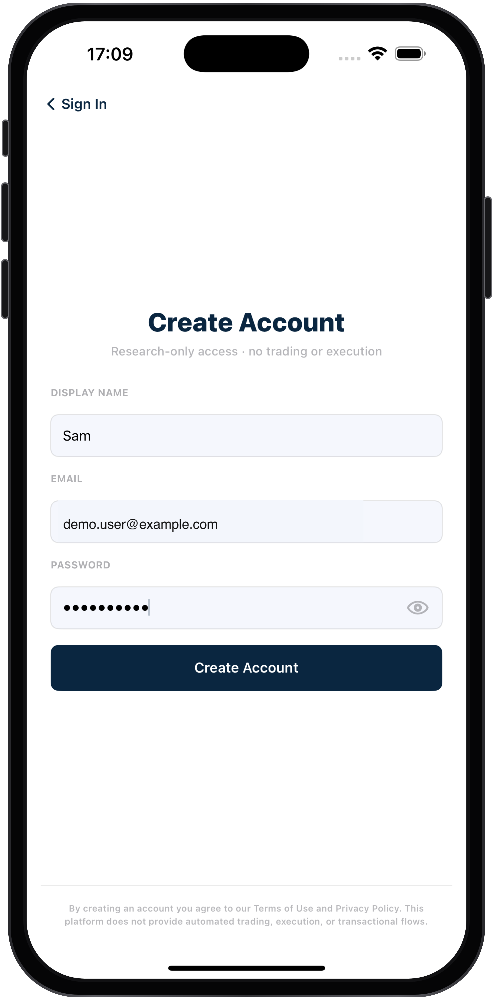 17:09
Sign In
Create Account
Research-only access · no trading or execution
DISPLAY NAME
Sam
EMAIL
demo.user@example.com
PASSWORD
••••••••••
Create Account
By creating an account you agree to our Terms of Use and Privacy Policy. This
platform does not provide automated trading, execution, or transactional flows.